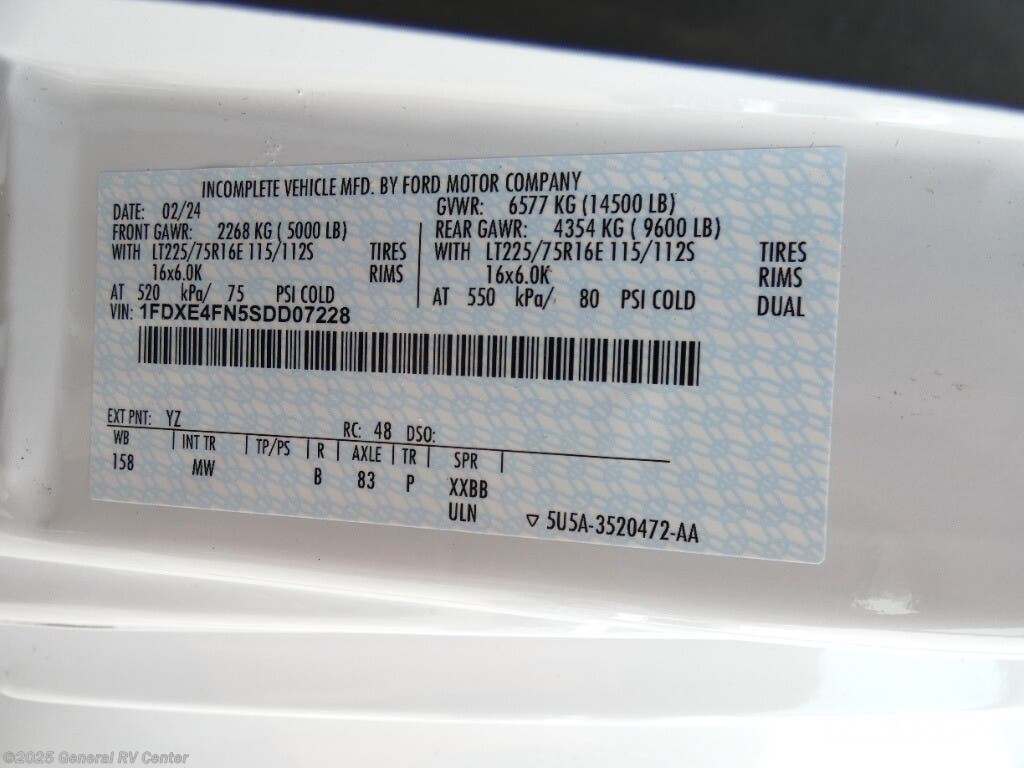 INCOMPLETE VEHICLE MFD. BY FORD MOTOR COMPANY
DATE: 02/24 GVWR: 6577 KG (14500 LB)
FRONT GAWR: 2268 KG ( 5000 LB) REAR GAWR: 4354 KG ( 9600 LB)
WITH LT225/75R16E 115/112S TIRES WITH LT225/75R16E 115/112S TIRES
16x6.0K RIMS 16x6.0K RIMS
AT 520 kPa/ 75 PSI COLD AT 550 kPa/ 80 PSI COLD DUAL
VIN: 1FDXE4FN5SDD07228
EXT PNT: YZ RC: 48 DSO:
WB INT TR TP/PS R AXLE TR SPR
158 MW B 83 P XXBB
ULN ▽ 5U5A-3520472-AA
©2025 General RV Center